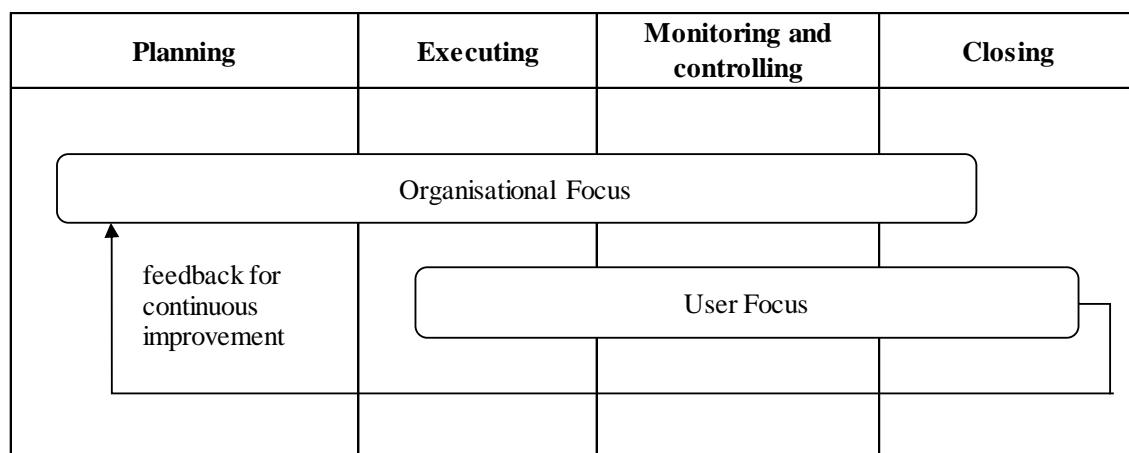 Planning
Executing
Monitoring and
controlling
Closing
Organisational Focus
feedback for
continuous
improvement
User Focus